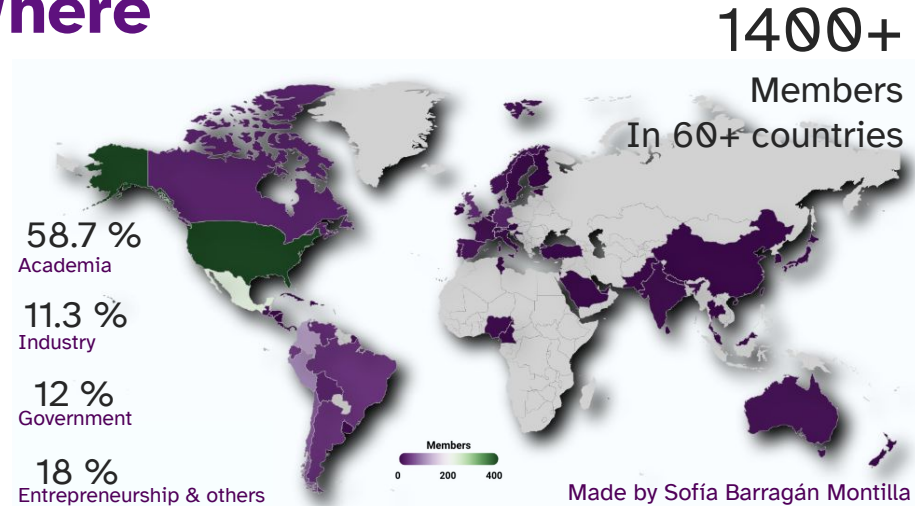 here
1400+
Members
In 60+ countries
58.7 %
Academia
11.3 %
Industry
12 %
Government
18 %
Entrepreneurship & others
Members
0 200 400
Made by Sofía Barragán Montilla